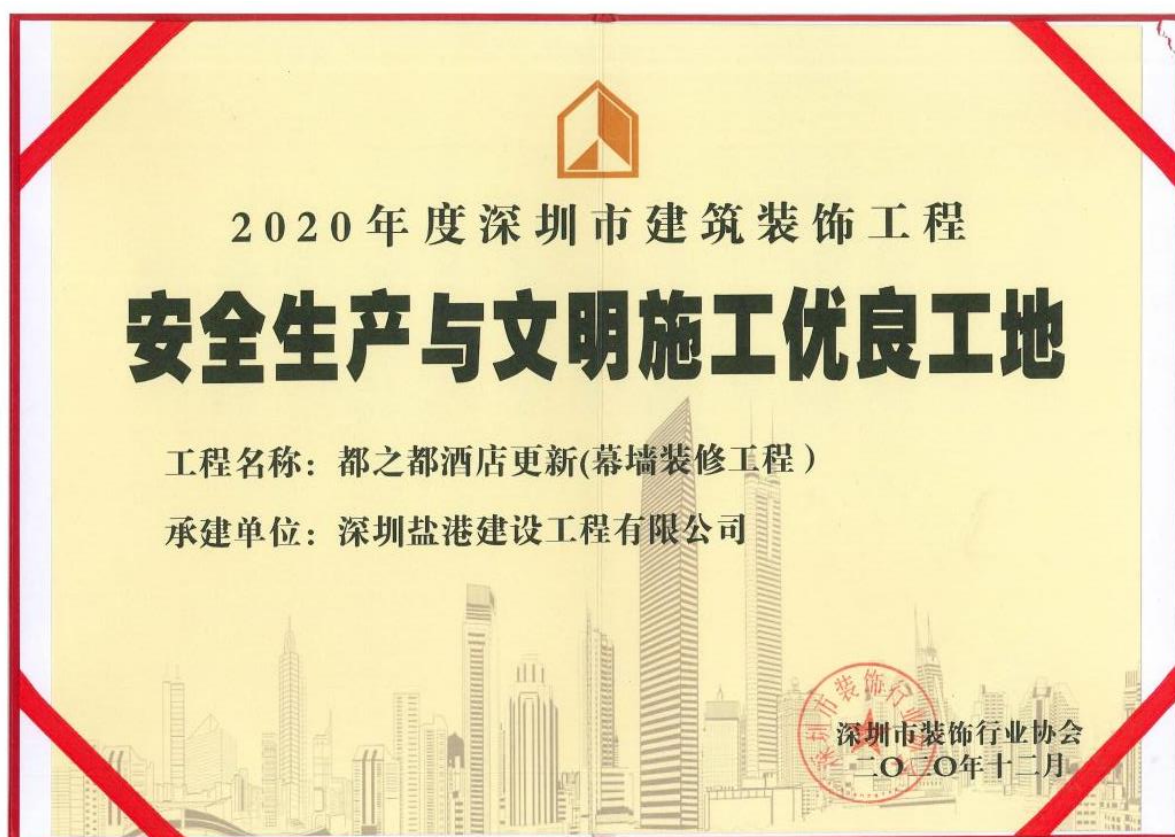 2020年度深圳市建筑装饰工程
安全生产与文明施工优良工地
工程名称：都之都酒店更新(幕墙装修工程）
承建单位：深圳盐港建设工程有限公司
深圳市装饰行业协会
二〇二〇年十二月